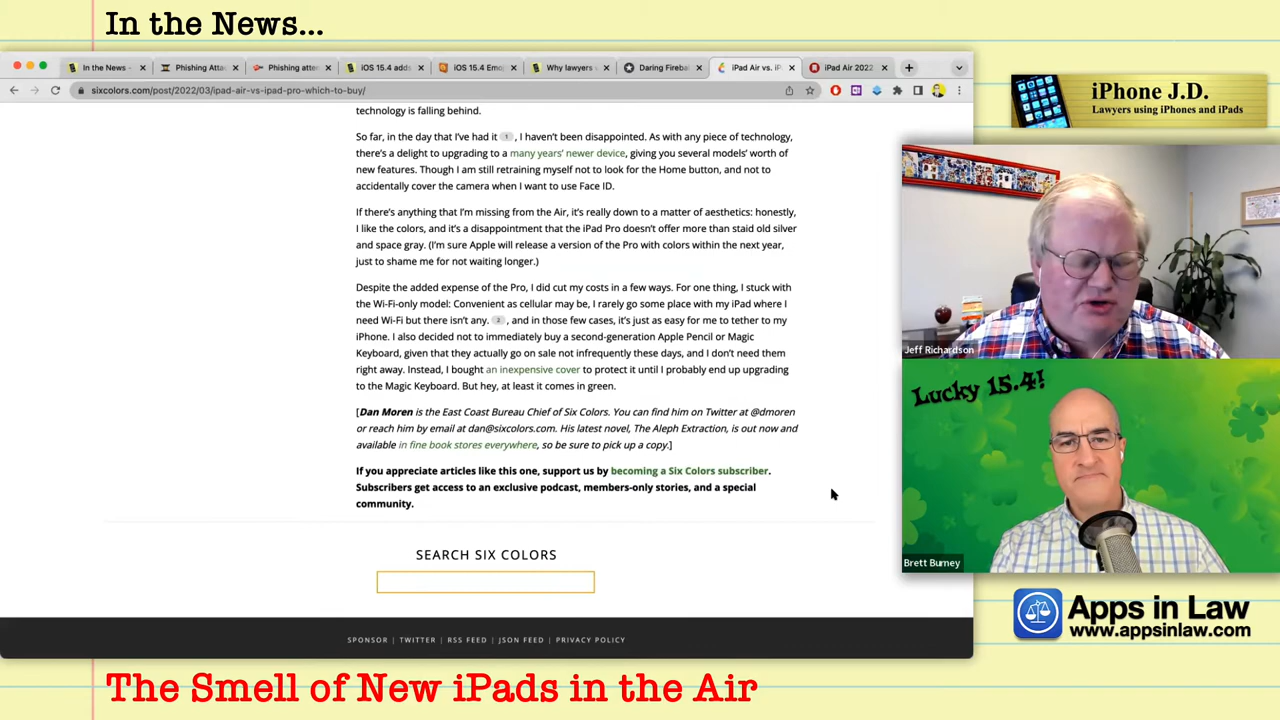 In the News...
In the News -
Phishing Atta
Phishing atte
iOS 15.4 adds
iOS 15.4 Emo
Why lawyers
Daring Fireba
iPad Air vs. iP
iPad Air 2022
sixcolors.com/post/2022/03/ipad-air-vs-ipad-pro-which-to-buy/
technology is falling behind.
So far, in the day that I've had it 1 , I haven't been disappointed. As with any piece of technology,
there's a delight to upgrading to a many years' newer device, giving you several models' worth of
new features. Though I am still retraining myself not to look for the Home button, and not to
accidentally cover the camera when I want to use Face ID.
If there's anything that I'm missing from the Air, it's really down to a matter of aesthetics: honestly,
I like the colors, and it's a disappointment that the iPad Pro doesn't offer more than staid old silver
and space gray. (I'm sure Apple will release a version of the Pro with colors within the next year,
just to shame me for not waiting longer.)
Despite the added expense of the Pro, I did cut my costs in a few ways. For one thing, I stuck with
the Wi-Fi-only model: Convenient as cellular may be, I rarely go some place with my iPad where I
need Wi-Fi but there isn't any. 2 , and in those few cases, it's just as easy for me to tether to my
iPhone. I also decided not to immediately buy a second-generation Apple Pencil or Magic
Keyboard, given that they actually go on sale not infrequently these days, and I don't need them
right away. Instead, I bought an inexpensive cover to protect it until I probably end up upgrading
to the Magic Keyboard. But hey, at least it comes in green.
[Dan Moren is the East Coast Bureau Chief of Six Colors. You can find him on Twitter at @dmoren
or reach him by email at dan@sixcolors.com. His latest novel, The Aleph Extraction, is out now and
available in fine book stores everywhere, so be sure to pick up a copy.]
If you appreciate articles like this one, support us by becoming a Six Colors subscriber.
Subscribers get access to an exclusive podcast, members-only stories, and a special
community.
SEARCH SIX COLORS
SPONSOR | TWITTER | RSS FEED | JSON FEED | PRIVACY POLICY
iPhone J.D.
Lawyers using iPhones and iPads
Jeff Richardson
Lucky 15.4!
Brett Burney
Apps in Law
www.appsinlaw.com
The Smell of New iPads in the Air